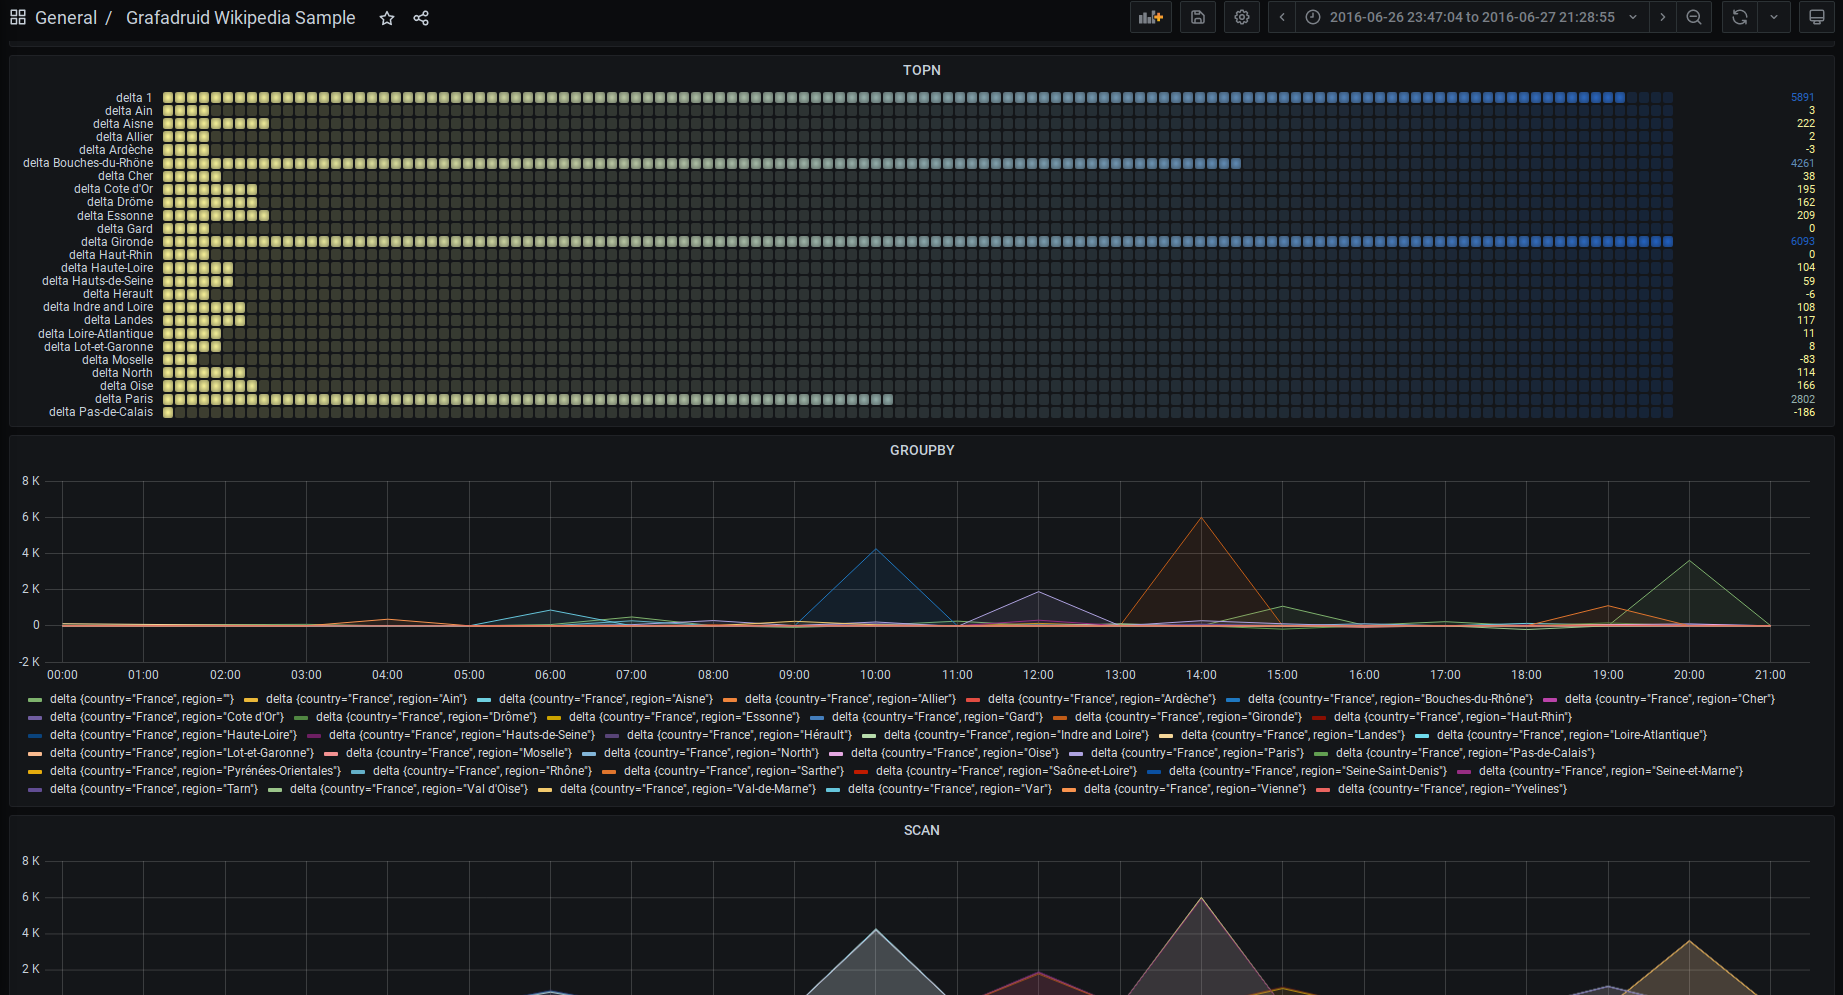 General / Grafadruid Wikipedia Sample
2016-06-26 23:47:04 to 2016-06-27 21:28:55
TOPN
delta 1 5891
delta Ain 3
delta Aisne 222
delta Allier 2
delta Ardèche -3
delta Bouches-du-Rhône 4261
delta Cher 38
delta Cote d'Or 195
delta Drôme 162
delta Essonne 209
delta Gard 0
delta Gironde 6093
delta Haut-Rhin 0
delta Haute-Loire 104
delta Hauts-de-Seine 59
delta Hérault -6
delta Indre and Loire 108
delta Landes 117
delta Loire-Atlantique 11
delta Lot-et-Garonne 8
delta Moselle -83
delta North 114
delta Oise 166
delta Paris 2802
delta Pas-de-Calais -186
GROUPBY
8 K
6 K
4 K
2 K
0
-2 K
00:00 01:00 02:00 03:00 04:00 05:00 06:00 07:00 08:00 09:00 10:00 11:00 12:00 13:00 14:00 15:00 16:00 17:00 18:00 19:00 20:00 21:00
delta {country="France", region=""} delta {country="France", region="Ain"} delta {country="France", region="Aisne"} delta {country="France", region="Allier"} delta {country="France", region="Ardèche"} delta {country="France", region="Bouches-du-Rhône"} delta {country="France", region="Cher"}
delta {country="France", region="Cote d'Or"} delta {country="France", region="Drôme"} delta {country="France", region="Essonne"} delta {country="France", region="Gard"} delta {country="France", region="Gironde"} delta {country="France", region="Haut-Rhin"}
delta {country="France", region="Haute-Loire"} delta {country="France", region="Hauts-de-Seine"} delta {country="France", region="Hérault"} delta {country="France", region="Indre and Loire"} delta {country="France", region="Landes"} delta {country="France", region="Loire-Atlantique"}
delta {country="France", region="Lot-et-Garonne"} delta {country="France", region="Moselle"} delta {country="France", region="North"} delta {country="France", region="Oise"} delta {country="France", region="Paris"} delta {country="France", region="Pas-de-Calais"}
delta {country="France", region="Pyrénées-Orientales"} delta {country="France", region="Rhône"} delta {country="France", region="Sarthe"} delta {country="France", region="Saône-et-Loire"} delta {country="France", region="Seine-Saint-Denis"} delta {country="France", region="Seine-et-Marne"}
delta {country="France", region="Tarn"} delta {country="France", region="Val d'Oise"} delta {country="France", region="Val-de-Marne"} delta {country="France", region="Var"} delta {country="France", region="Vienne"} delta {country="France", region="Yvelines"}
SCAN
8 K
6 K
4 K
2 K